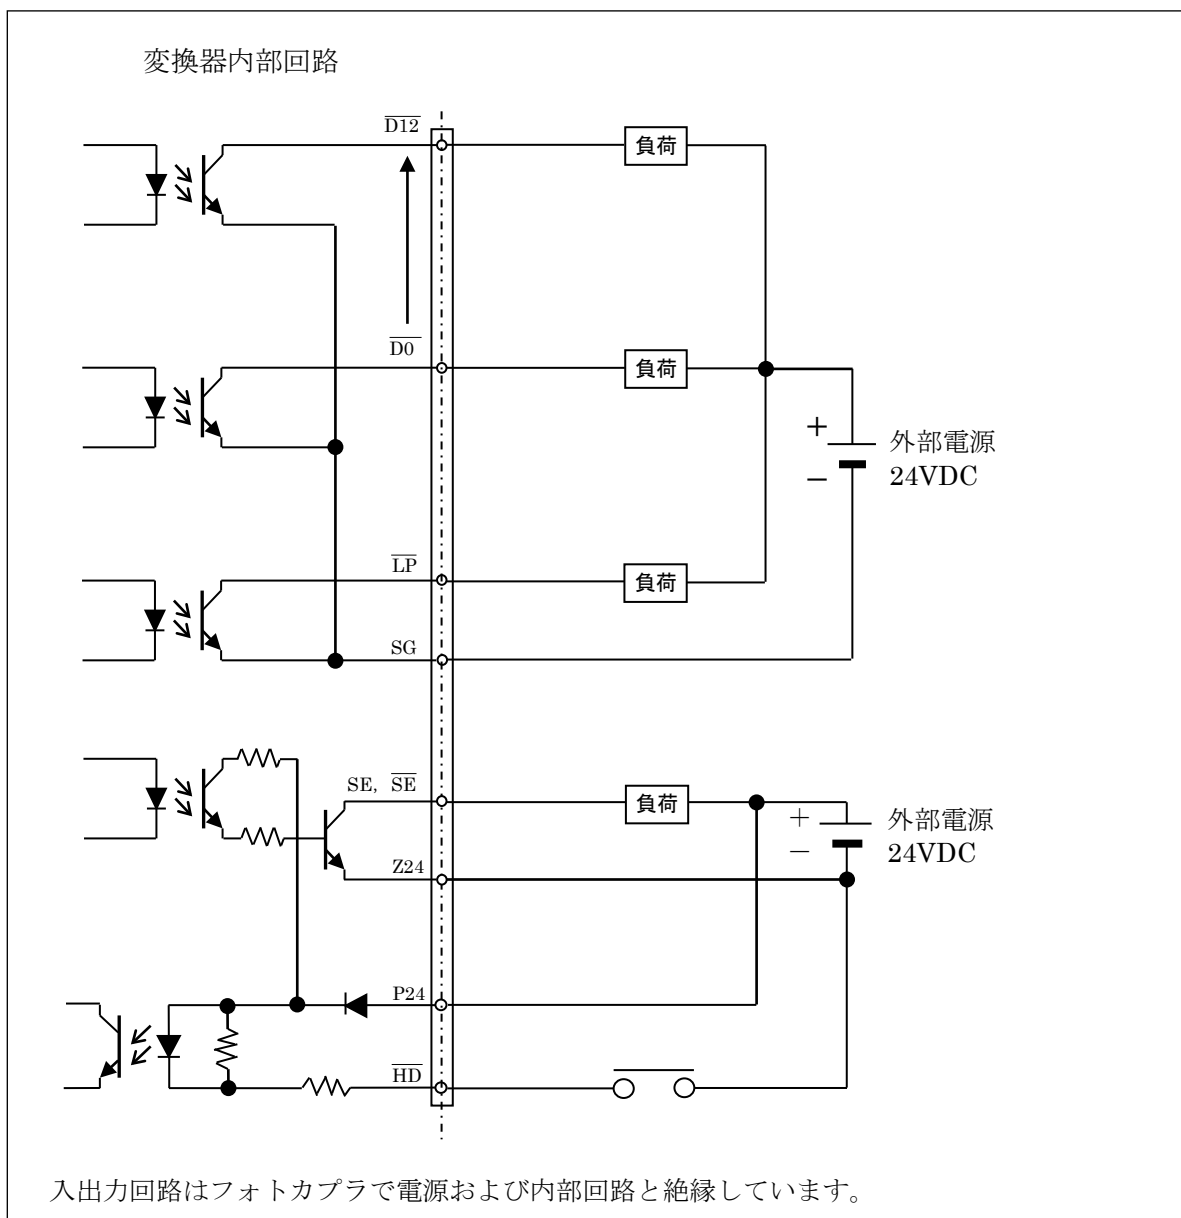 変換器内部回路
D12
負荷
D0
負荷
+
−
外部電源
24VDC
LP
負荷
SG
SE, SE
負荷
+
−
外部電源
24VDC
Z24
P24
HD
入出力回路はフォトカプラで電源および内部回路と絶縁しています。